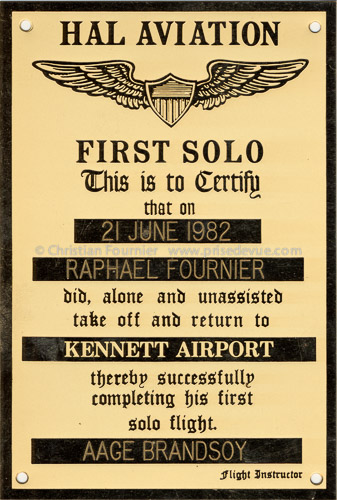 HAL AVIATION
FIRST SOLO
This is to Certify
that on
21 JUNE 1982
© Christian Fournier www.prisedevue.com
RAPHAEL FOURNIER
did, alone and unassisted
take off and return to
KENNETT AIRPORT
thereby successfully
completing his first
solo flight.
AAGE BRANDSOY
Flight Instructor